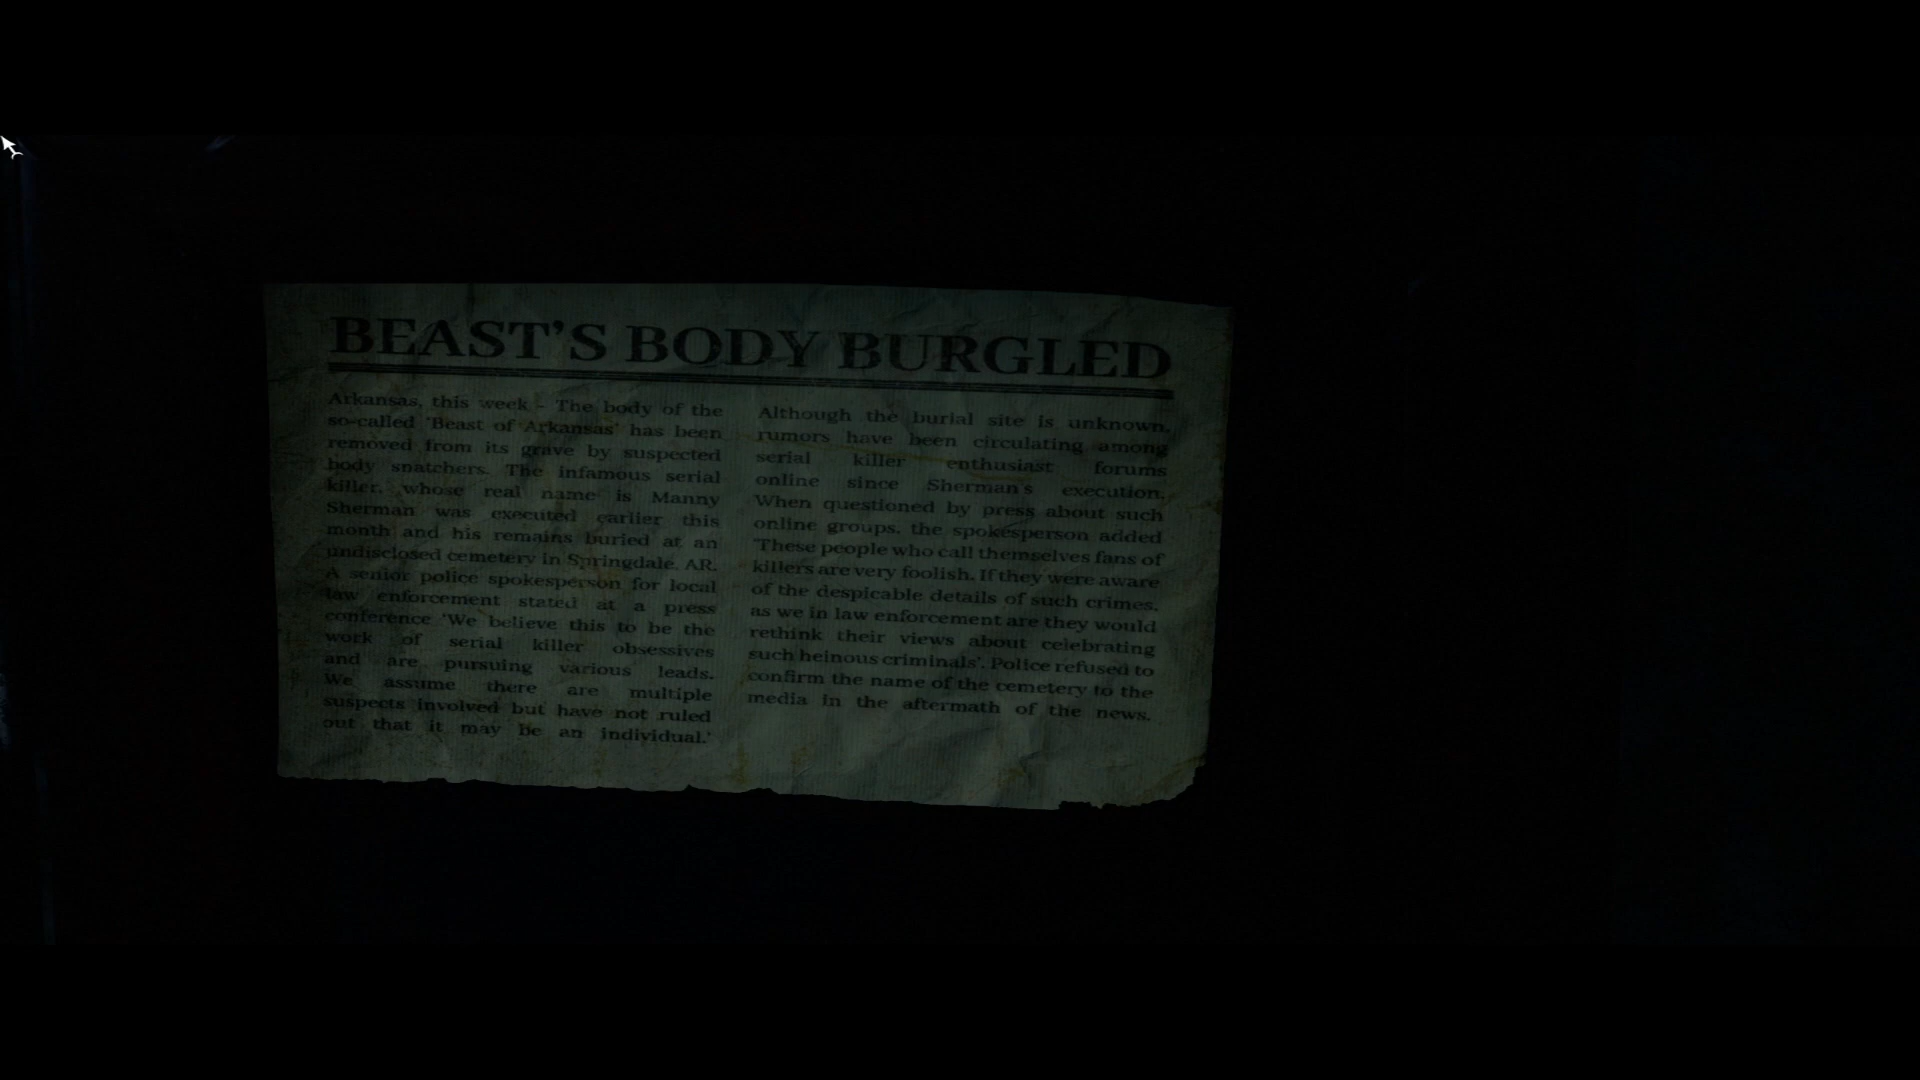 BEAST'S BODY BURGLED
Arkansas, this week - The body of the
so-called 'Beast of Arkansas' has been
removed from its grave by suspected
body snatchers. The infamous serial
killer, whose real name is Manny
Sherman was executed earlier this
month and his remains buried at an
undisclosed cemetery in Springdale, AR.
A senior police spokesperson for local
law enforcement stated at a press
conference 'We believe this to be the
work of serial killer obsessives
and are pursuing various leads.
We assume there are multiple
suspects involved but have not ruled
out that it may be an individual.'
Although the burial site is unknown,
rumors have been circulating among
serial killer enthusiast forums
online since Sherman's execution.
When questioned by press about such
online groups, the spokesperson added
'These people who call themselves fans of
killers are very foolish. If they were aware
of the despicable details of such crimes,
as we in law enforcement are they would
rethink their views about celebrating
such heinous criminals'. Police refused to
confirm the name of the cemetery to the
media in the aftermath of the news.